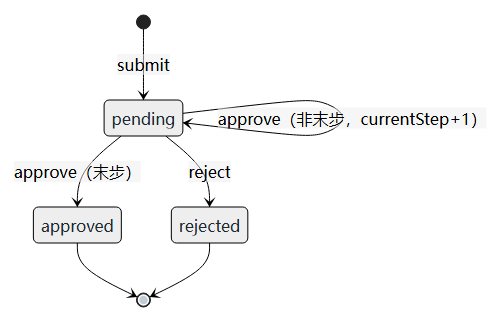 submit
pending
approve（非末步，currentStep+1）
approve（末步）
reject
approved
rejected